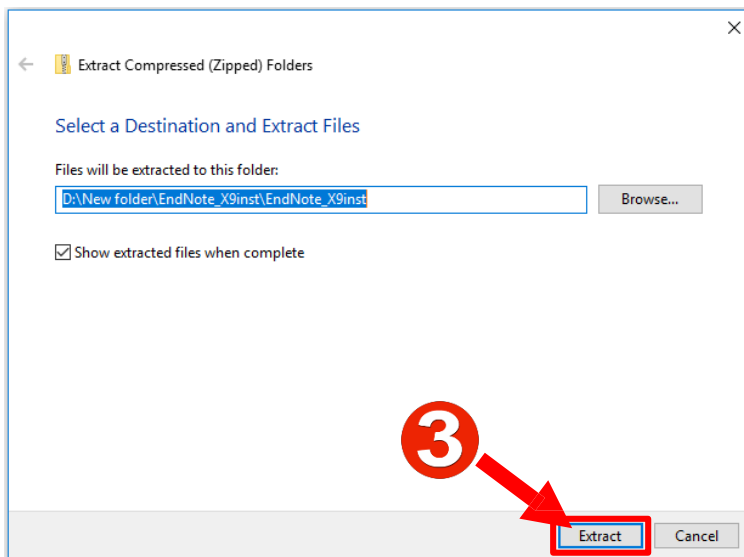 Extract Compressed (Zipped) Folders
Select a Destination and Extract Files
Files will be extracted to this folder:
D:\New folder\EndNote_X9inst\EndNote_X9inst
Browse...
Show extracted files when complete
3
Extract
Cancel